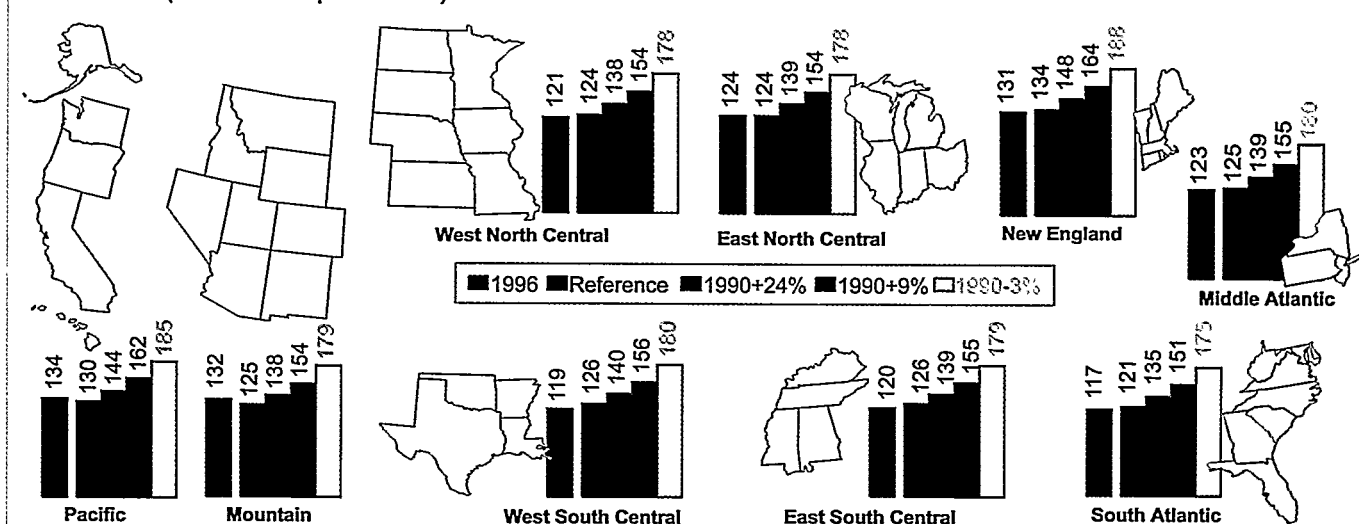 121 124 138 154 178
West North Central
124 124 139 154 178
East North Central
131 134 148 164 188
New England
123 125 139 155 180
Middle Atlantic
1996 Reference 1990+24% 1990+9% 1990-3%
134 130 144 162 185
Pacific
132 125 138 154 179
Mountain
119 126 140 156 180
West South Central
120 126 139 155 179
East South Central
117 121 135 151 175
South Atlantic